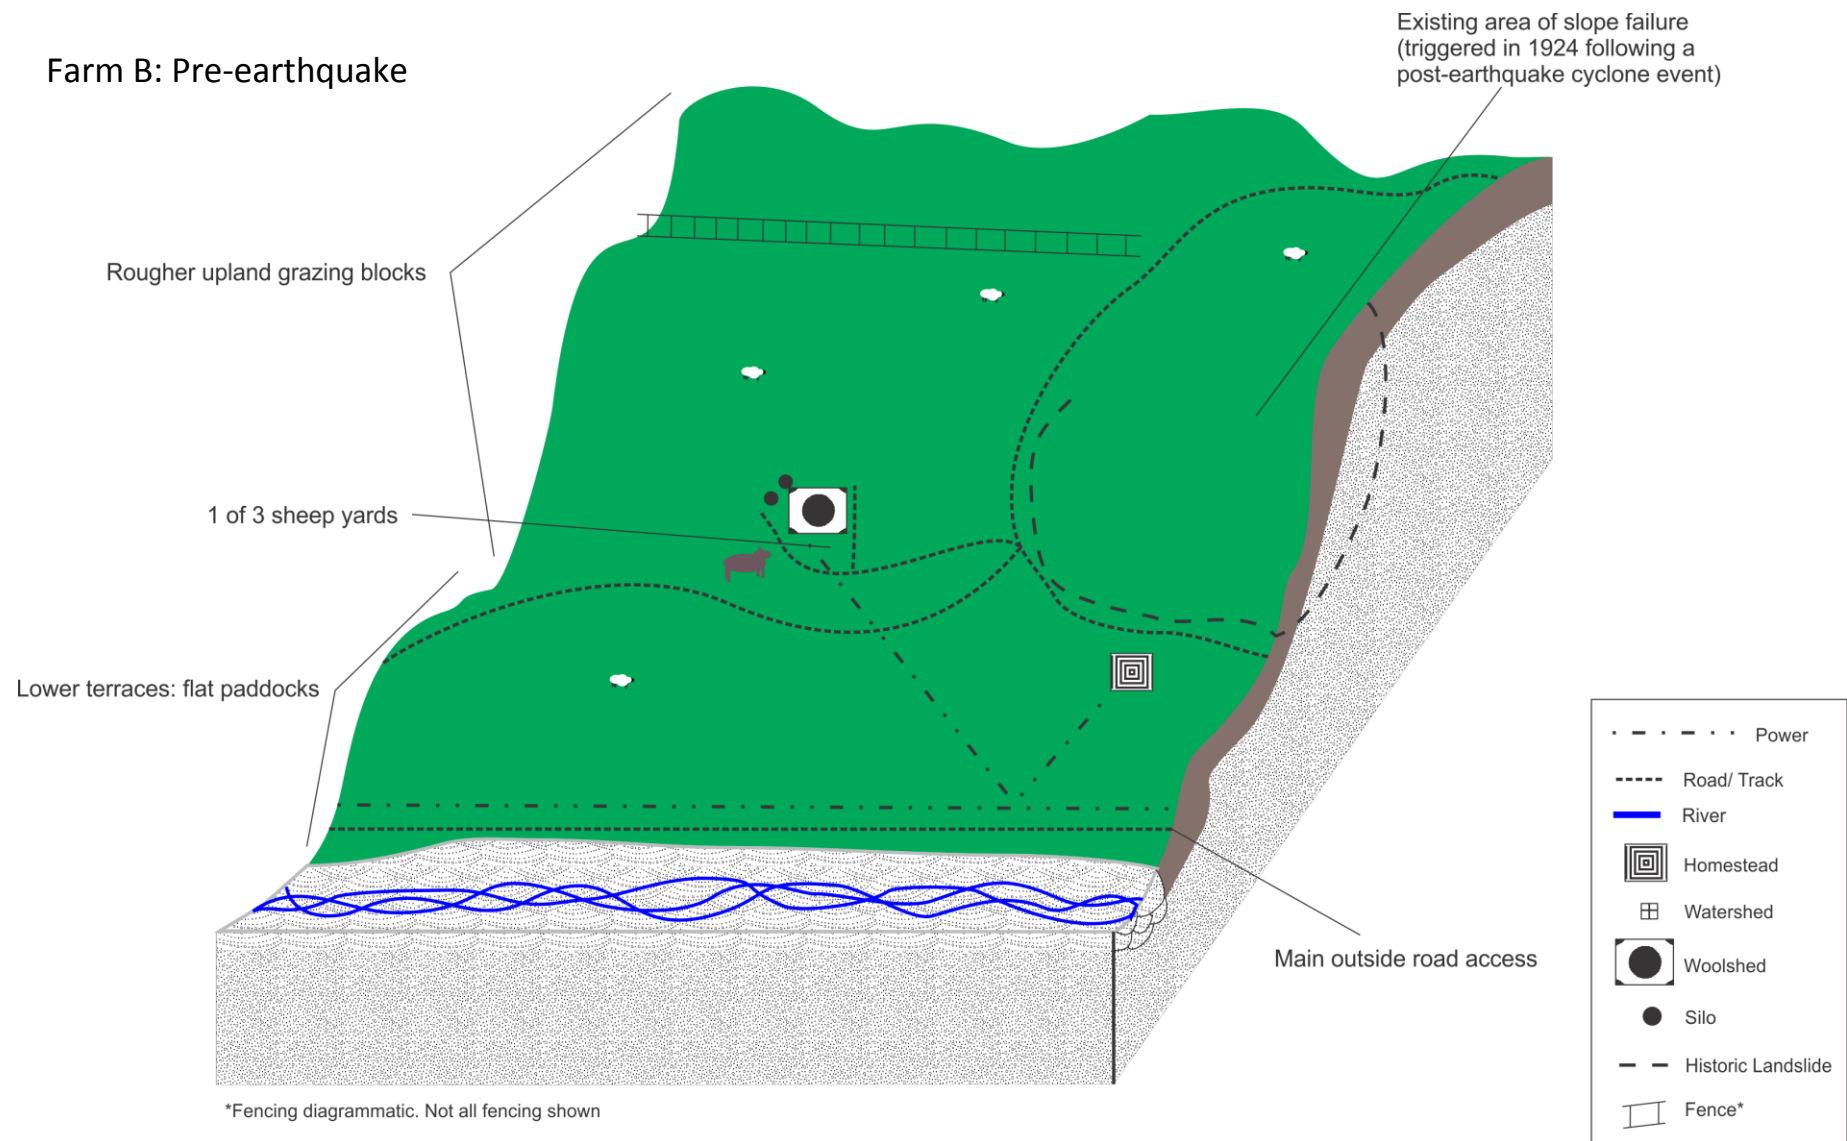 Farm B: Pre-earthquake
Existing area of slope failure
(triggered in 1924 following a
post-earthquake cyclone event)
Rougher upland grazing blocks
1 of 3 sheep yards
Lower terraces: flat paddocks
Main outside road access
Power
Road/ Track
River
Homestead
Watershed
Woolshed
Silo
Historic Landslide
Fence*
*Fencing diagrammatic. Not all fencing shown